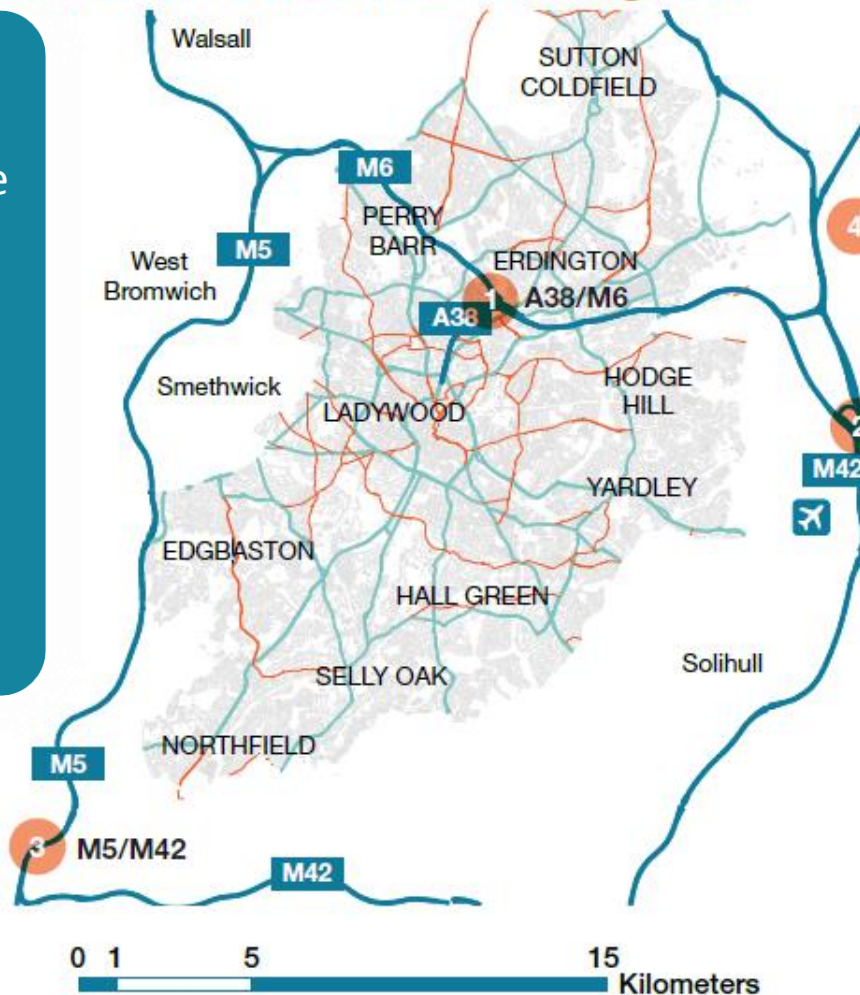 Walsall
SUTTON
COLDFIELD
e
M6
PERRY
BARR
M5
West
Bromwich
ERDINGTON
4
1
A38/M6
A38
Smethwick
HODGE
HILL
LADYWOOD
2
M42
YARDLEY
EDGBASTON
HALL GREEN
Solihull
SELLY OAK
NORTHFIELD
M5
3
M5/M42
M42
0 1 5 15
Kilometers